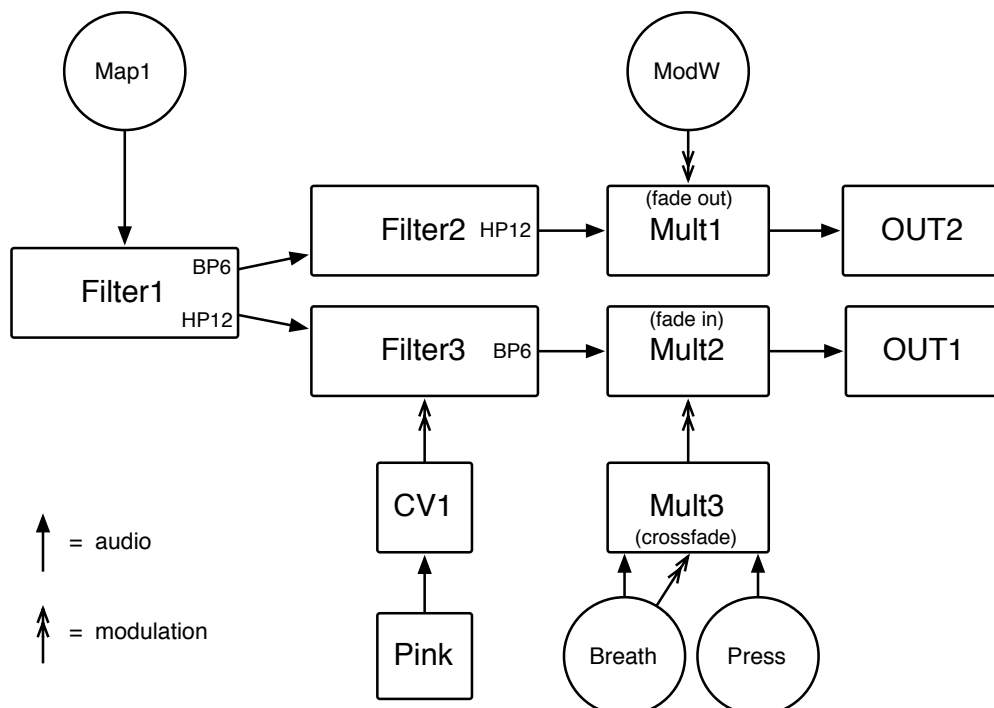 Map1
ModW
(fade out)
Filter2 HP12
Mult1
OUT2
BP6
Filter1
HP12
(fade in)
Filter3 BP6
Mult2
OUT1
CV1
Mult3
(crossfade)
= audio
= modulation
Pink
Breath
Press